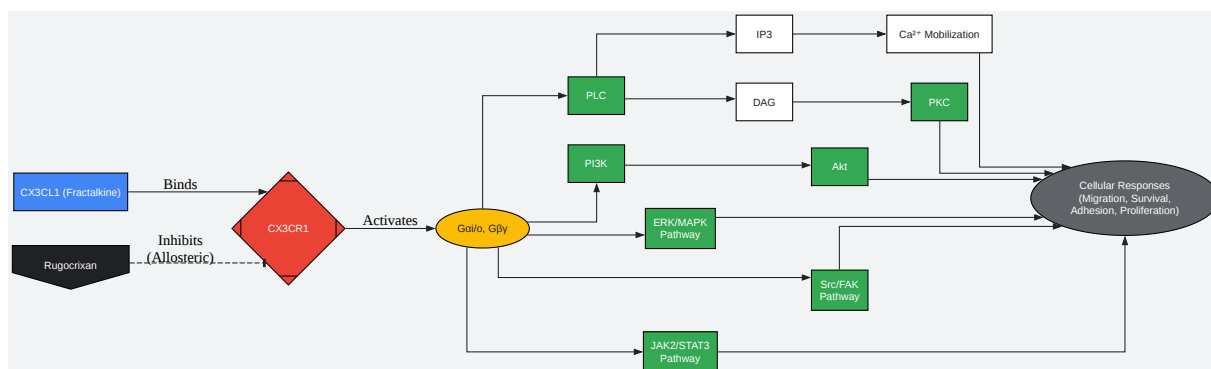 IP3
Ca²⁺ Mobilization
PLC
DAG
PKC
PI3K
Akt
CX3CL1 (Fractalkine)
Binds
CX3CR1
Activates
Gαi/o, Gβγ
ERK/MAPK
Pathway
Cellular Responses
(Migration, Survival,
Adhesion, Proliferation)
Inhibits
(Allosteric)
Rugocrixan
Src/FAK
Pathway
JAK2/STAT3
Pathway